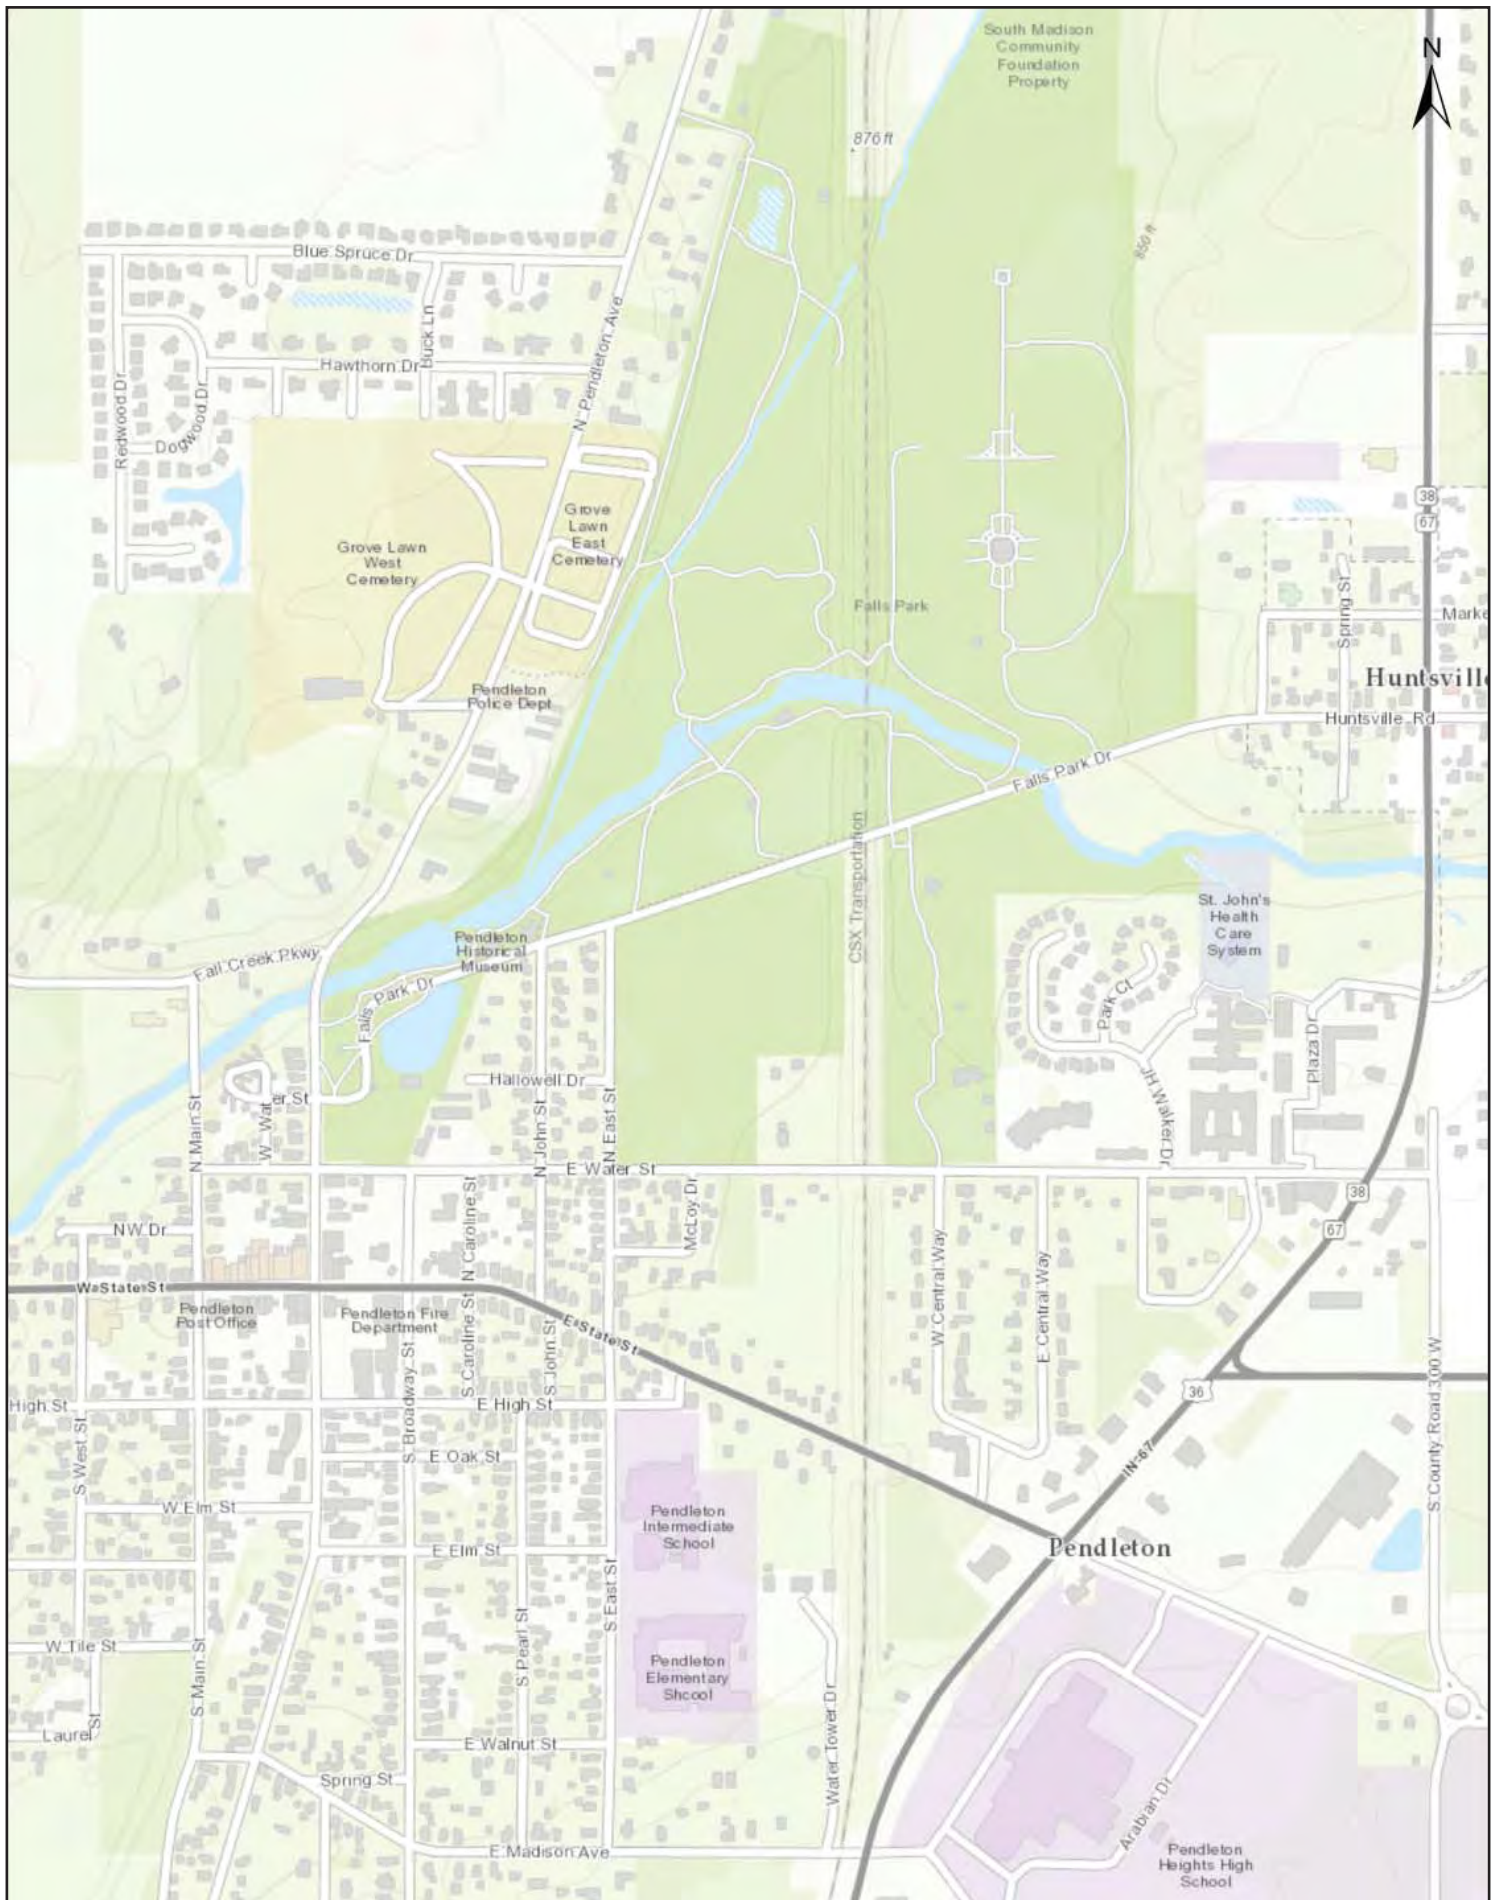 South Madison
Community
Foundation
Property
N
876 ft
850 ft
Blue Spruce Dr
Buck Ln
N Pendleton Ave
Hawthorn Dr
Redwood Dr
Dogwood Dr
38
67
Grove
Lawn
East
Cemetery
Grove Lawn
West
Cemetery
Falls Park
Spring St
Marke
Huntsville
Pendleton
Police Dept
Huntsville Rd
Falls Park Dr
CSX Transportation
St. John's
Health
Care
System
Pendleton
Historical
Museum
Fall Creek Pkwy
Falls Park Dr
Park Ct
Plaza Dr
Hallowell Dr
JH Walker Dr
W Water St
N Main St
N John St
N East St
E Water St
McLoy Dr
38
67
NW Dr
N Caroline St
W Central Way
E Central Way
W State St
Pendleton
Post Office
Pendleton Fire
Department
E State St
S Caroline St
S John St
S Broadway St
S County Road 300 W
36
High St
E High St
S West St
E Oak St
IN-67
W Elm St
Pendleton
Intermediate
School
E Elm St
Pendleton
S East St
W Tile St
S Main St
S Pearl St
Pendleton
Elementary
Shcool
Water Tower Dr
Laurel St
E Walnut St
Spring St
Arabian Dr
E Madison Ave
Pendleton
Heights High
School